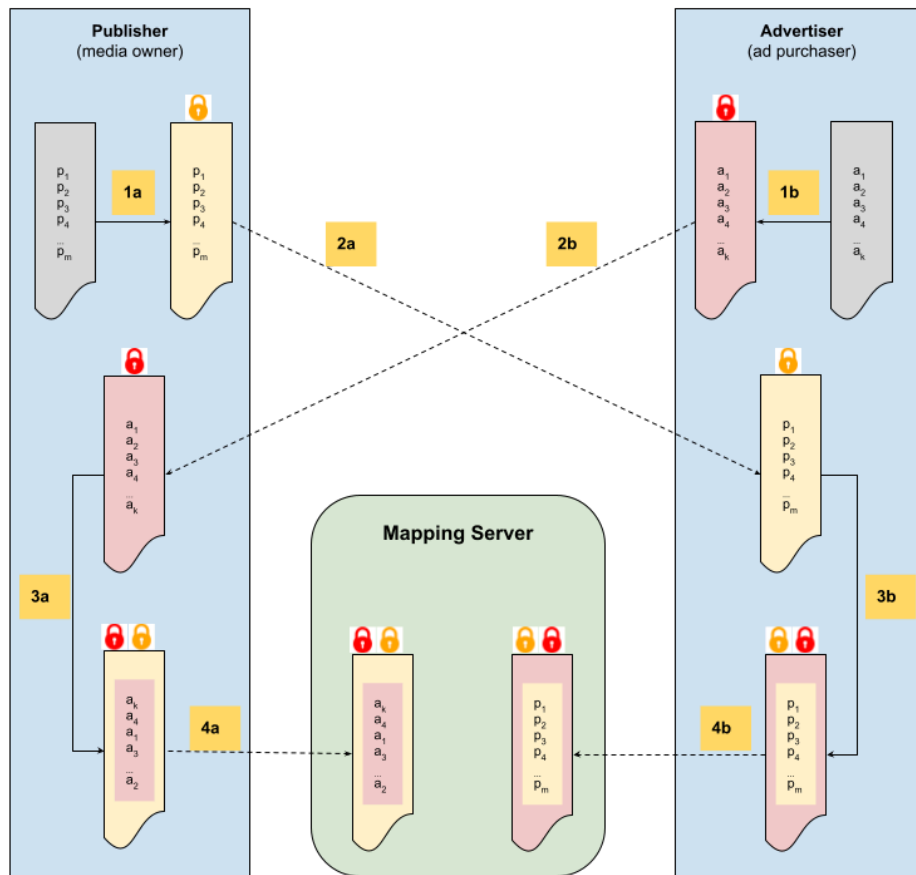 Publisher
(media owner)
Advertiser
(ad purchaser)
p1
p2
p3
p4
...
pm
1a
p1
p2
p3
p4
...
pm
2a
2b
a1
a2
a3
a4
...
ak
1b
a1
a2
a3
a4
...
ak
a1
a2
a3
a4
...
ak
p1
p2
p3
p4
...
pm
Mapping Server
3a
3b
ak
a4
a1
a3
...
a2
4a
ak
a4
a1
a3
...
a2
p1
p2
p3
p4
...
pm
4b
p1
p2
p3
p4
...
pm